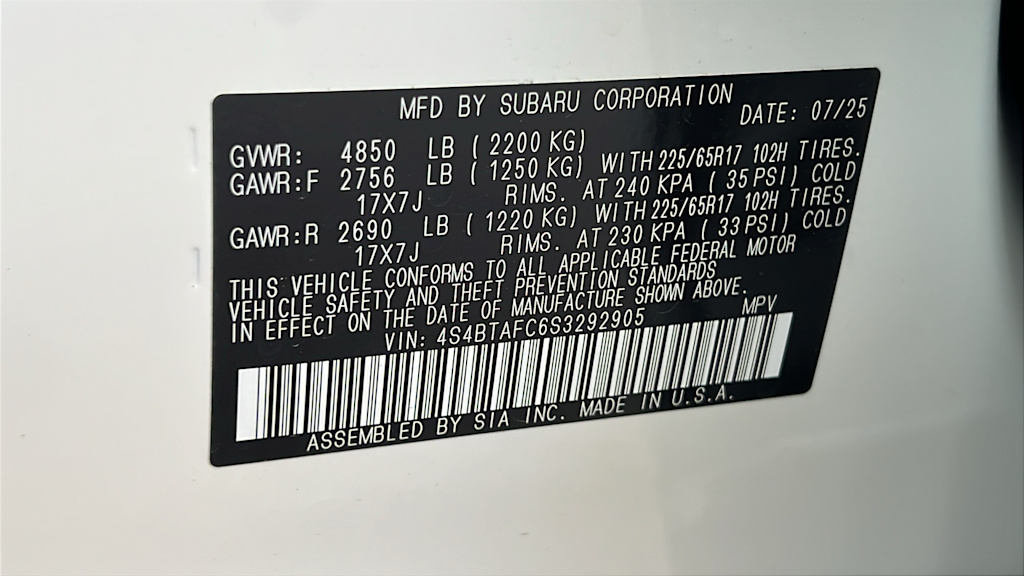 MFD BY SUBARU CORPORATION DATE: 07/25
GVWR: 4850 LB ( 2200 KG)
GAWR:F 2756 LB ( 1250 KG) WITH 225/65R17 102H TIRES.
17X7J RIMS. AT 240 KPA ( 35 PSI) COLD
GAWR:R 2690 LB ( 1220 KG) WITH 225/65R17 102H TIRES.
17X7J RIMS. AT 230 KPA ( 33 PSI) COLD
THIS VEHICLE CONFORMS TO ALL APPLICABLE FEDERAL MOTOR
VEHICLE SAFETY AND THEFT PREVENTION STANDARDS
IN EFFECT ON THE DATE OF MANUFACTURE SHOWN ABOVE.
VIN: 4S4BTAFC6S3292905 MPV
ASSEMBLED BY SIA INC. MADE IN U.S.A.